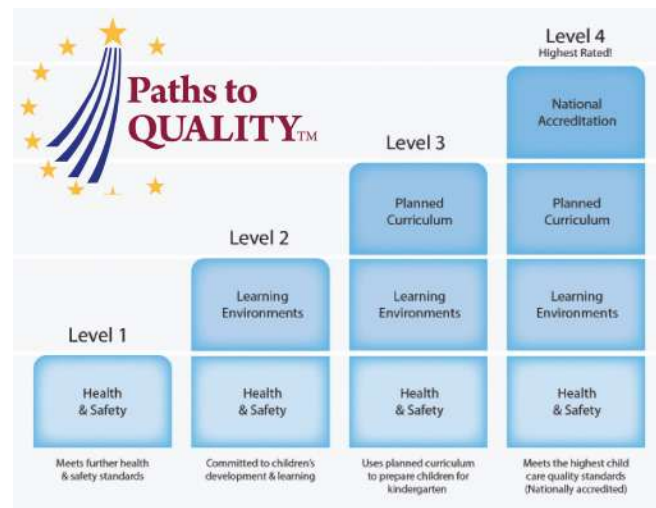 Paths to
QUALITY™
Level 1
Health
& Safety
Meets further health
& safety standards
Level 2
Learning
Environments
Health
& Safety
Committed to children's
development & learning
Level 3
Planned
Curriculum
Learning
Environments
Health
& Safety
Uses planned curriculum
to prepare children for
kindergarten
Level 4
Highest Rated!
National
Accreditation
Planned
Curriculum
Learning
Environments
Health
& Safety
Meets the highest child
care quality standards
(Nationally accredited)